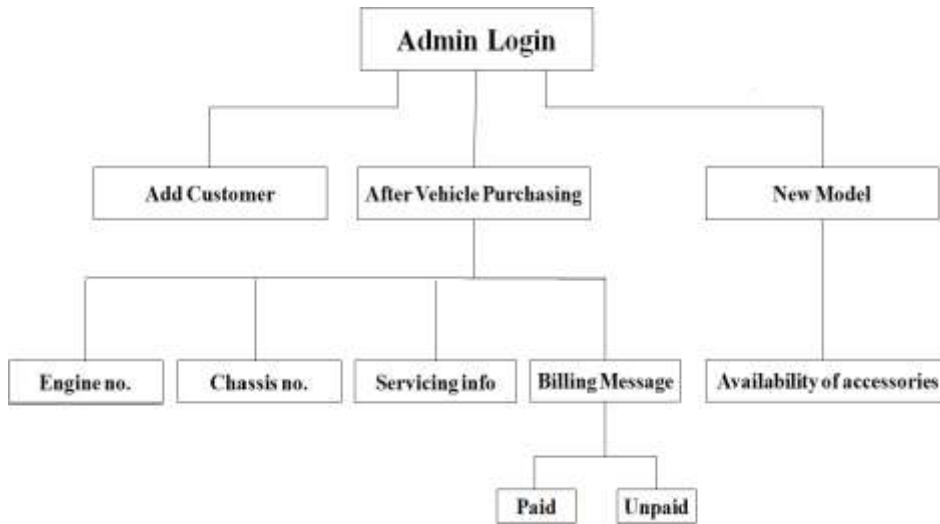 Admin Login
Add Customer
After Vehicle Purchasing
New Model
Engine no.
Chassis no.
Servicing info
Billing Message
Availability of accessories
Paid
Unpaid